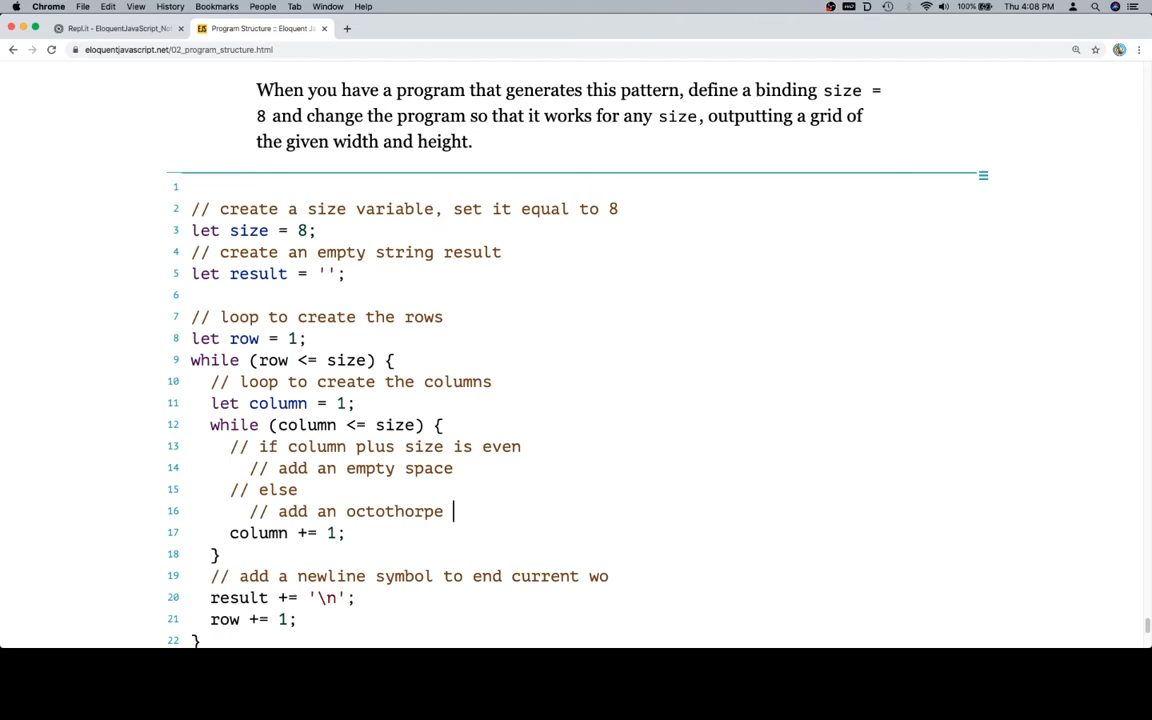 Chrome File Edit View History Bookmarks People Tab Window Help 100% Thu 4:08 PM
Repl.it - EloquentJavaScript_No × Program Structure :: Eloquent Ja × +
eloquentjavascript.net/02_program_structure.html
When you have a program that generates this pattern, define a binding size =
8 and change the program so that it works for any size, outputting a grid of
the given width and height.
1
2 // create a size variable, set it equal to 8
3 let size = 8;
4 // create an empty string result
5 let result = '';
6
7 // loop to create the rows
8 let row = 1;
9 while (row <= size) {
10 // loop to create the columns
11 let column = 1;
12 while (column <= size) {
13 // if column plus size is even
14 // add an empty space
15 // else
16 // add an octothorpe
17 column += 1;
18 }
19 // add a newline symbol to end current wo
20 result += '\n';
21 row += 1;
22 }